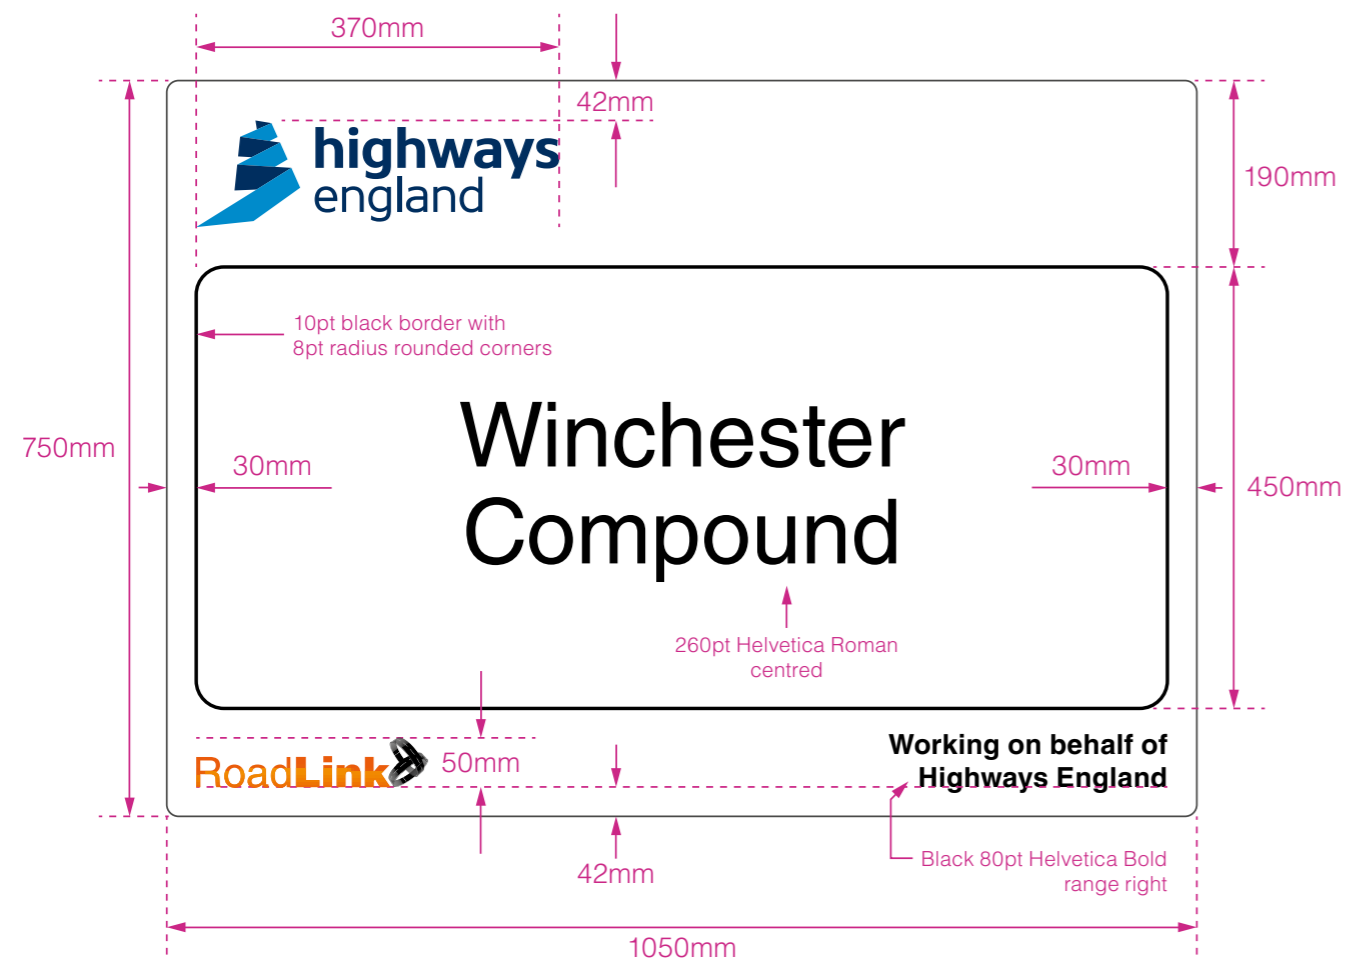 370mm
42mm
highways
england
190mm
10pt black border with
8pt radius rounded corners
Winchester
Compound
750mm
30mm
30mm
450mm
260pt Helvetica Roman
centred
RoadLink
50mm
Working on behalf of
Highways England
42mm
Black 80pt Helvetica Bold
range right
1050mm